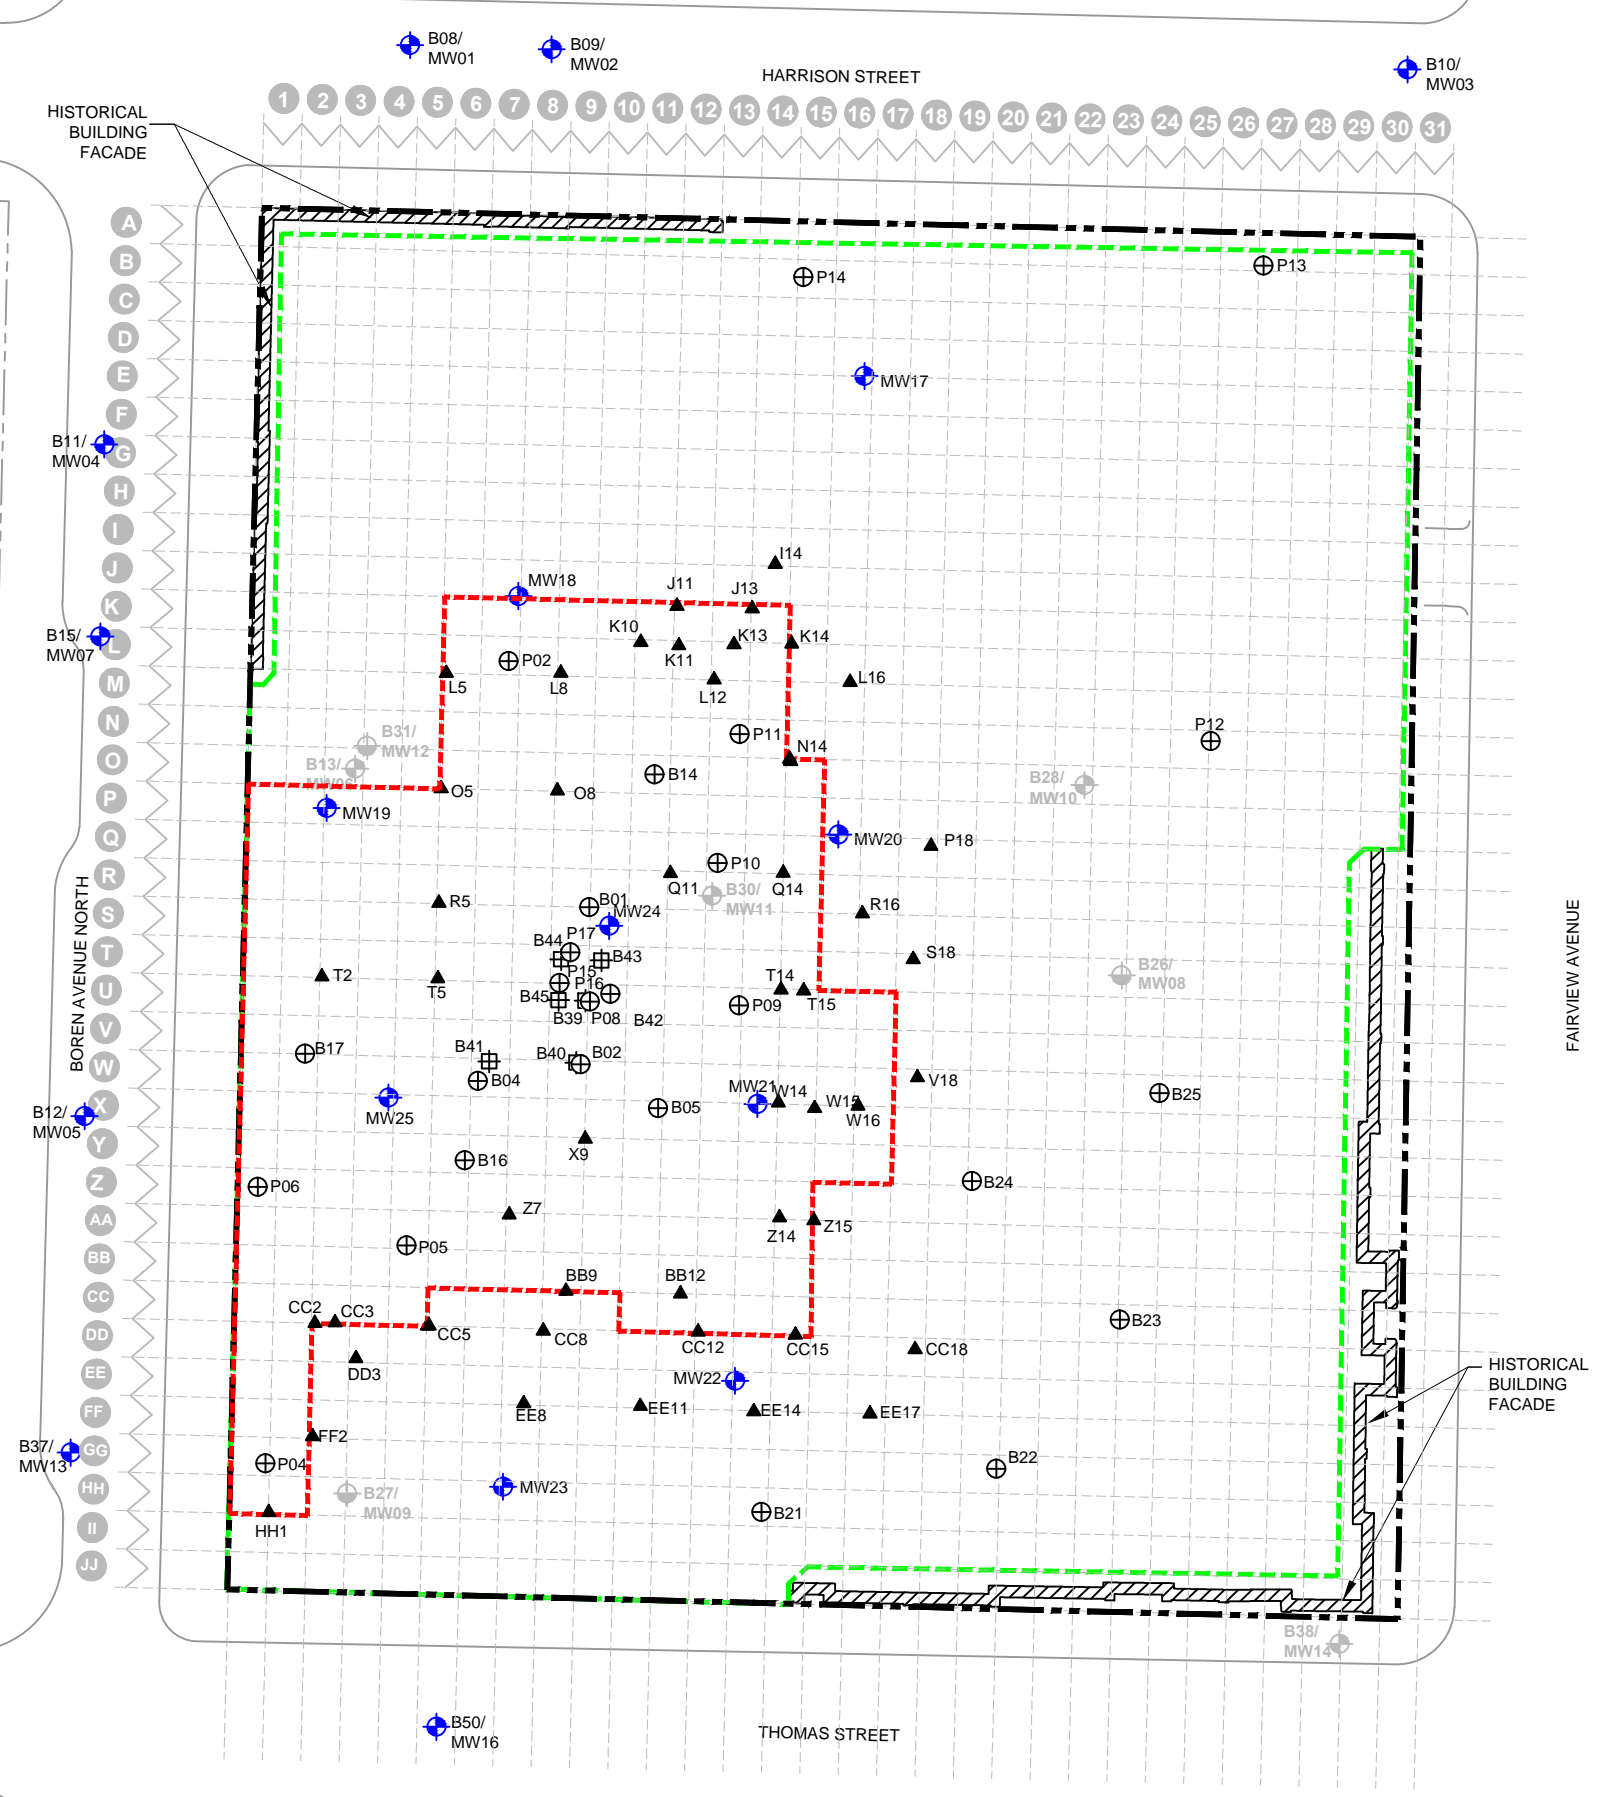 B08/
MW01
B09/
MW02
HARRISON STREET
B10/
MW03
1 2 3 4 5 6 7 8 9 10 11 12 13 14 15 16 17 18 19 20 21 22 23 24 25 26 27 28 29 30 31
HISTORICAL
BUILDING
FACADE
A
B
C
D
E
F
G
H
I
J
K
L
M
N
O
P
Q
R
S
T
U
V
W
X
Y
Z
AA
BB
CC
DD
EE
FF
GG
HH
II
JJ
P14
P13
MW17
B11/
MW04
I14
MW18
J11
J13
B15/
MW07
K10
K11
K13
K14
P02
L5
L8
L12
L16
B31/
MW12
P11
P12
N14
B13/
MW06
B14
B28/
MW10
O5
O8
MW19
MW20
P18
P10
Q11
Q14
B30/
MW11
R5
B01
MW24
R16
P17
B44
B43
S18
B26/
MW08
T2
T5
P15
P16
T14
T15
B45
B39
P08
B42
P09
BOREN AVENUE NORTH
FAIRVIEW AVENUE
B17
B41
B04
B40
B02
V18
B25
MW25
B05
MW21
W14
W15
W16
B12/
MW05
X9
B16
P06
B24
Z7
Z14
Z15
P05
BB9
BB12
CC2
CC3
CC5
CC8
CC12
CC15
CC18
B23
DD3
MW22
HISTORICAL
BUILDING
FACADE
EE8
EE11
EE14
EE17
FF2
B37/
MW13
P04
B22
B27/
MW09
MW23
B21
HH1
B38/
MW14
B50/
MW16
THOMAS STREET